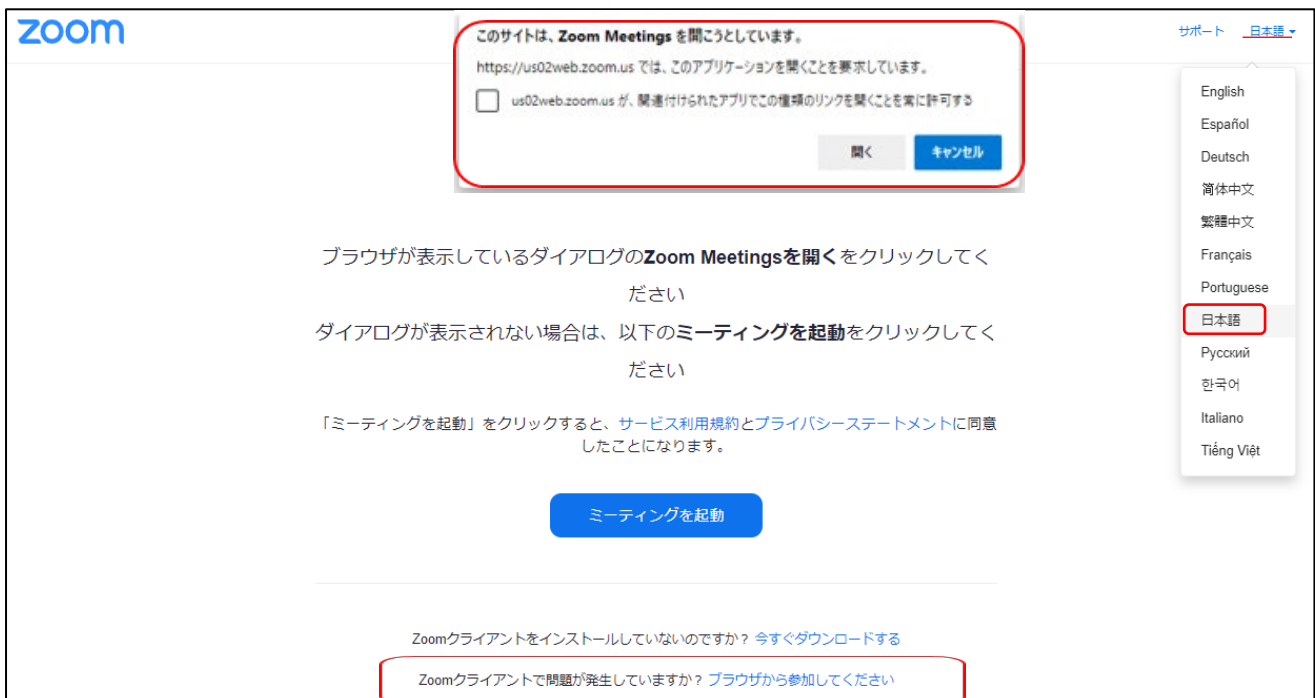 zoom
サポート 日本語
このサイトは、Zoom Meetings を開こうとしています。
https://us02web.zoom.us では、このアプリケーションを開くことを要求しています。
us02web.zoom.us が、関連付けられたアプリでこの種類のリンクを開くことを常に許可する
開く キャンセル
English
Español
Deutsch
简体中文
繁體中文
Français
Portuguese
日本語
Русский
한국어
Italiano
Tiếng Việt
ブラウザが表示しているダイアログのZoom Meetingsを開くをクリックしてく
ださい
ダイアログが表示されない場合は、以下のミーティングを起動をクリックしてく
ださい
「ミーティングを起動」をクリックすると、サービス利用規約とプライバシーステートメントに同意
したことになります。
ミーティングを起動
Zoomクライアントをインストールしていないのですか？ 今すぐダウンロードする
Zoomクライアントで問題が発生していますか？ ブラウザから参加してください